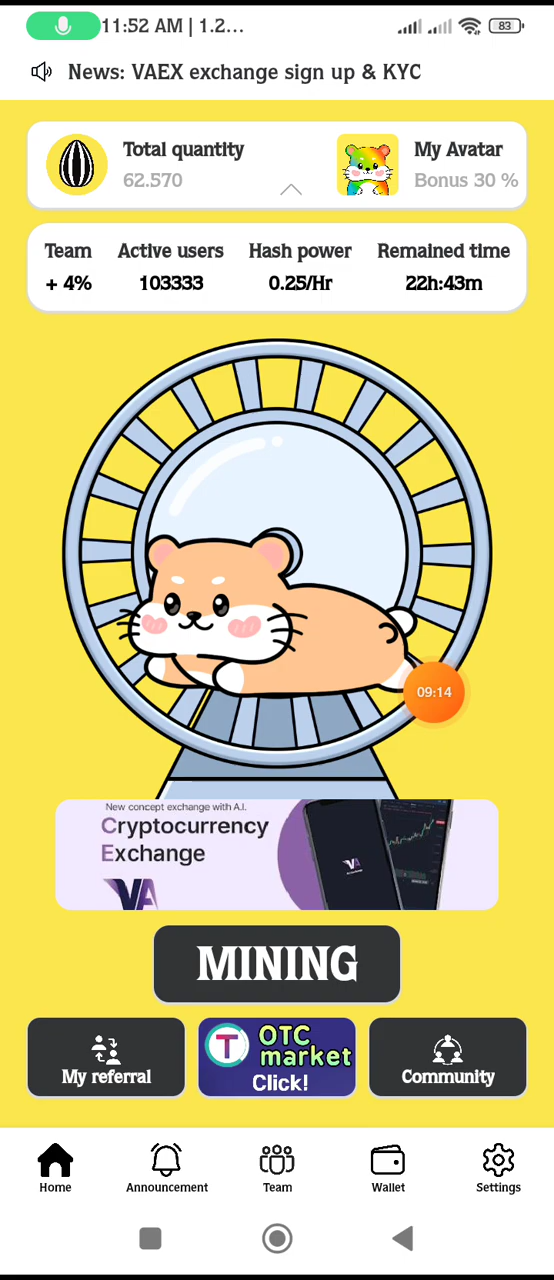 11:52 AM | 1.2...
83
News: VAEX exchange sign up & KYC
Total quantity
62.570
My Avatar
Bonus 30 %
Team
Active users
Hash power
Remained time
+ 4%
103333
0.25/Hr
22h:43m
09:14
New concept exchange with A.I.
Cryptocurrency
Exchange
VA
VA
MINING
My referral
T
OTC
market
Click!
Community
Home
Announcement
Team
Wallet
Settings